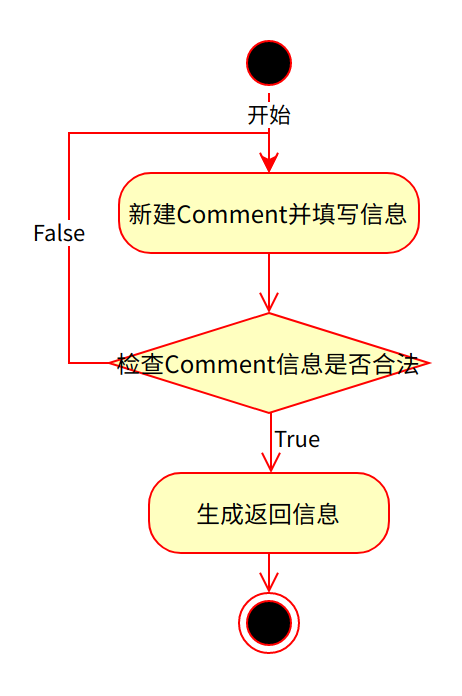 开始
新建Comment并填写信息
False
检查Comment信息是否合法
True
生成返回信息